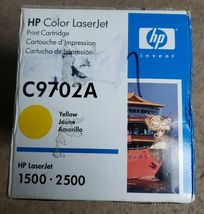 HP Color LaserJet
Print Cartridge
Cartouche d'Impression
Cartucho de Impresión
hp
invent
C9702A
Yellow
Jaune
Amarillo
HP LaserJet
1500 · 2500